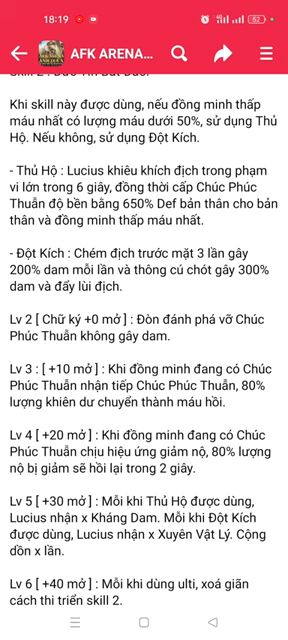 18:19
52
AFK ARENA...
Khi skill này được dùng, nếu đồng minh thấp
máu nhất có lượng máu dưới 50%, sử dụng Thủ
Hộ. Nếu không, sử dụng Đột Kích.
- Thủ Hộ : Lucius khiêu khích địch trong phạm
vi lớn trong 6 giây, đồng thời cấp Chúc Phúc
Thuẫn độ bền bằng 650% Def bản thân cho bản
thân và đồng minh thấp máu nhất.
- Đột Kích : Chém địch trước mặt 3 lần gây
200% dam mỗi lần và thông cú chót gây 300%
dam và đẩy lùi địch.
Lv 2 [ Chữ ký +0 mở ] : Đòn đánh phá vỡ Chúc
Phúc Thuẫn không gây dam.
Lv 3 : [ +10 mở ] : Khi đồng minh đang có Chúc
Phúc Thuẫn nhận tiếp Chúc Phúc Thuẫn, 80%
lượng khiên dư chuyển thành máu hồi.
Lv 4 [ +20 mở ] : Khi đồng minh đang có Chúc
Phúc Thuẫn chịu hiệu ứng giảm nộ, 80% lượng
nộ bị giảm sẽ hồi lại trong 2 giây.
Lv 5 [ +30 mở ] : Mỗi khi Thủ Hộ được dùng,
Lucius nhận x Kháng Dam. Mỗi khi Đột Kích
được dùng, Lucius nhận x Xuyên Vật Lý. Cộng
dồn x lần.
Lv 6 [ +40 mở ] : Mỗi khi dùng ulti, xoá giãn
cách thi triển skill 2.